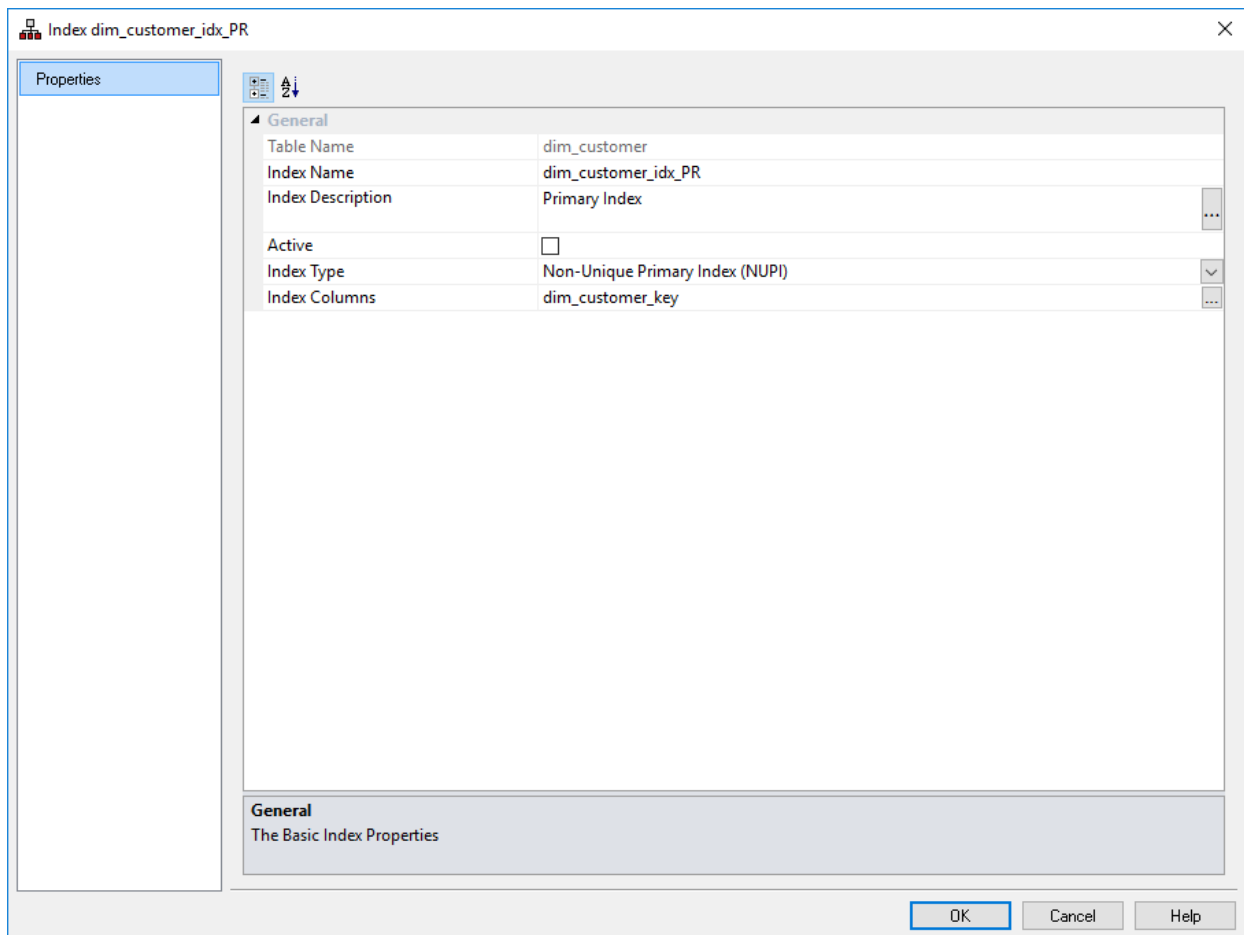 Index dim_customer_idx_PR
Properties
General
Table Name dim_customer
Index Name dim_customer_idx_PR
Index Description Primary Index
...
Active
Index Type Non-Unique Primary Index (NUPI)
Index Columns dim_customer_key ...
General
The Basic Index Properties
OK Cancel Help